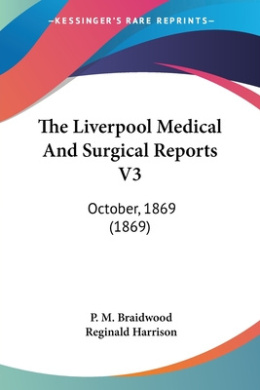 KESSINGER'S RARE REPRINTS
The Liverpool Medical
And Surgical Reports
V3
October, 1869
(1869)
P. M. Braidwood
Reginald Harrison